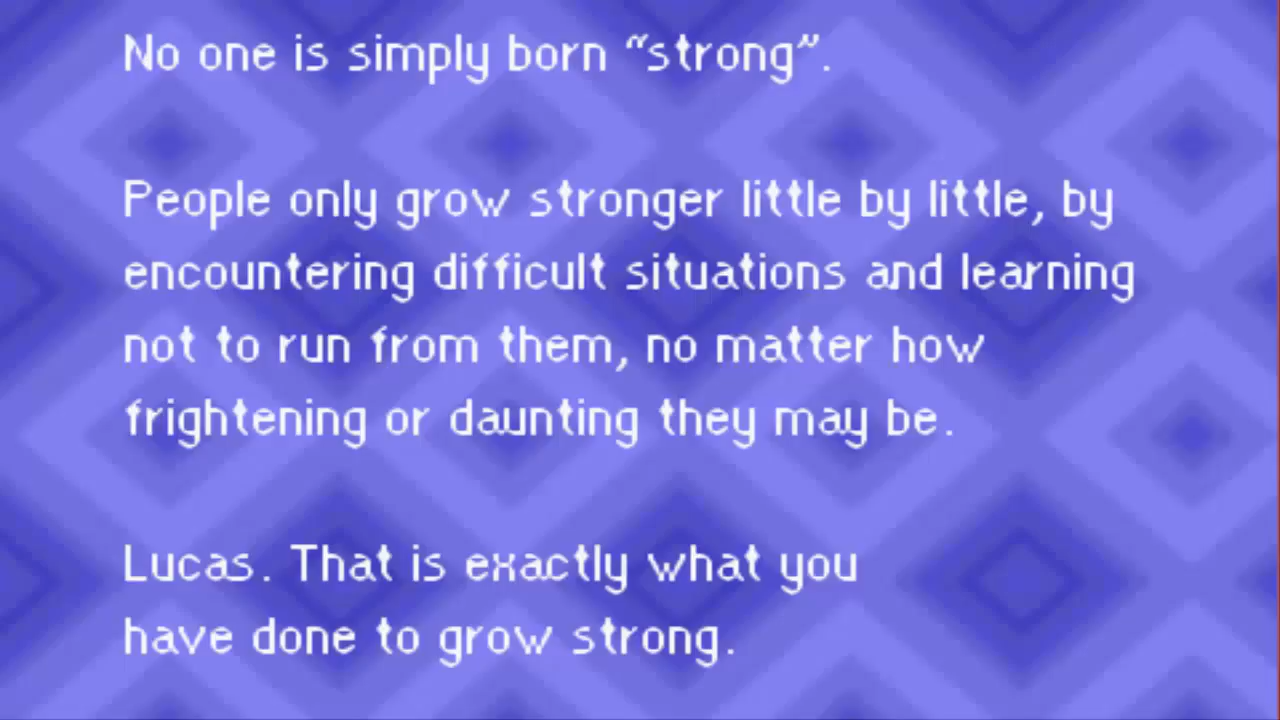 No one is simply born “strong”.
People only grow stronger little by little, by
encountering difficult situations and learning
not to run from them, no matter how
frightening or daunting they may be.
Lucas. That is exactly what you
have done to grow strong.